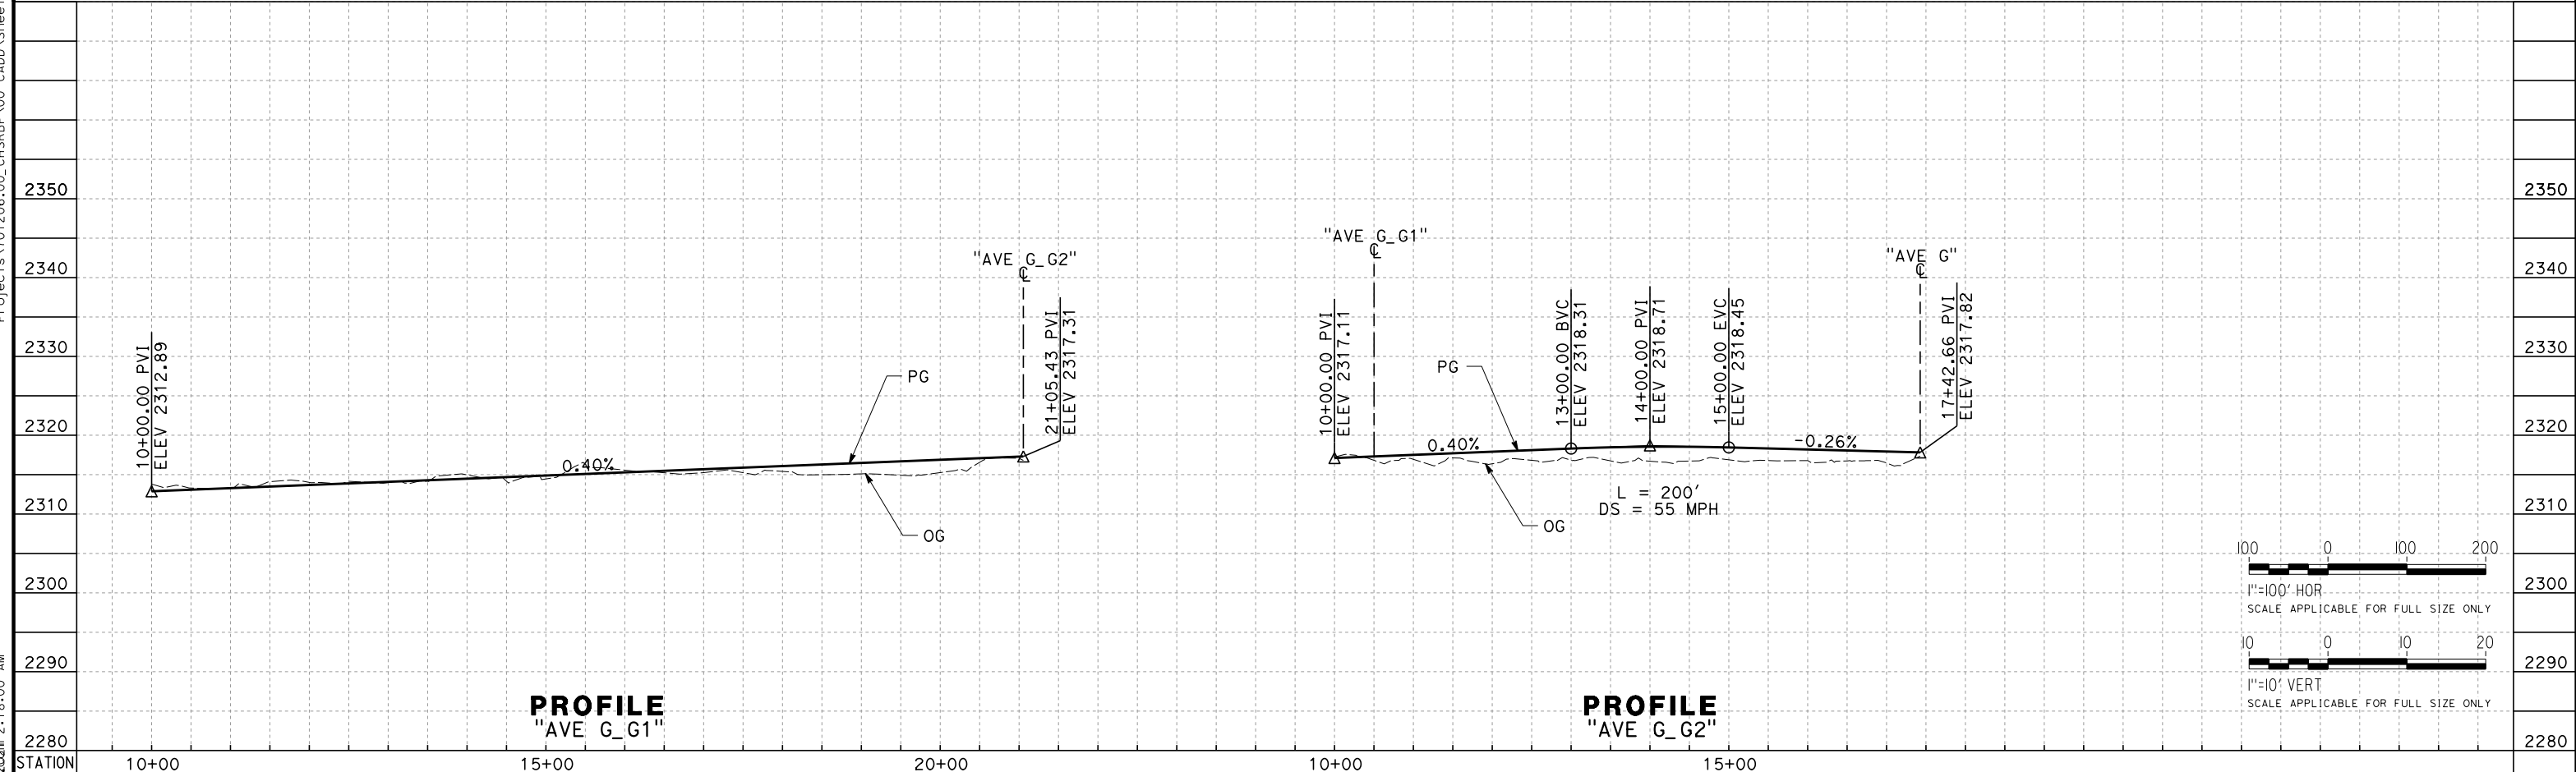 2350
2340
2330
2320
2310
2300
2290
2280
STATION
10+00.00 PVI
ELEV 2312.89
0.40%
PG
OG
"AVE G_G2"
℄
21+05.43 PVI
ELEV 2317.31
PROFILE
"AVE G_G1"
10+00
15+00
20+00
"AVE G_G1"
℄
10+00.00 PVI
ELEV 2317.11
0.40%
PG
OG
13+00.00 BVC
ELEV 2318.31
14+00.00 PVI
ELEV 2318.71
15+00.00 EVC
ELEV 2318.45
L = 200'
DS = 55 MPH
-0.26%
"AVE G"
℄
17+42.66 PVI
ELEV 2317.82
PROFILE
"AVE G_G2"
10+00
15+00
100 0 100 200
1"=100' HOR
SCALE APPLICABLE FOR FULL SIZE ONLY
10 0 10 20
1"=10' VERT
SCALE APPLICABLE FOR FULL SIZE ONLY
2350
2340
2330
2320
2310
2300
2290
2280